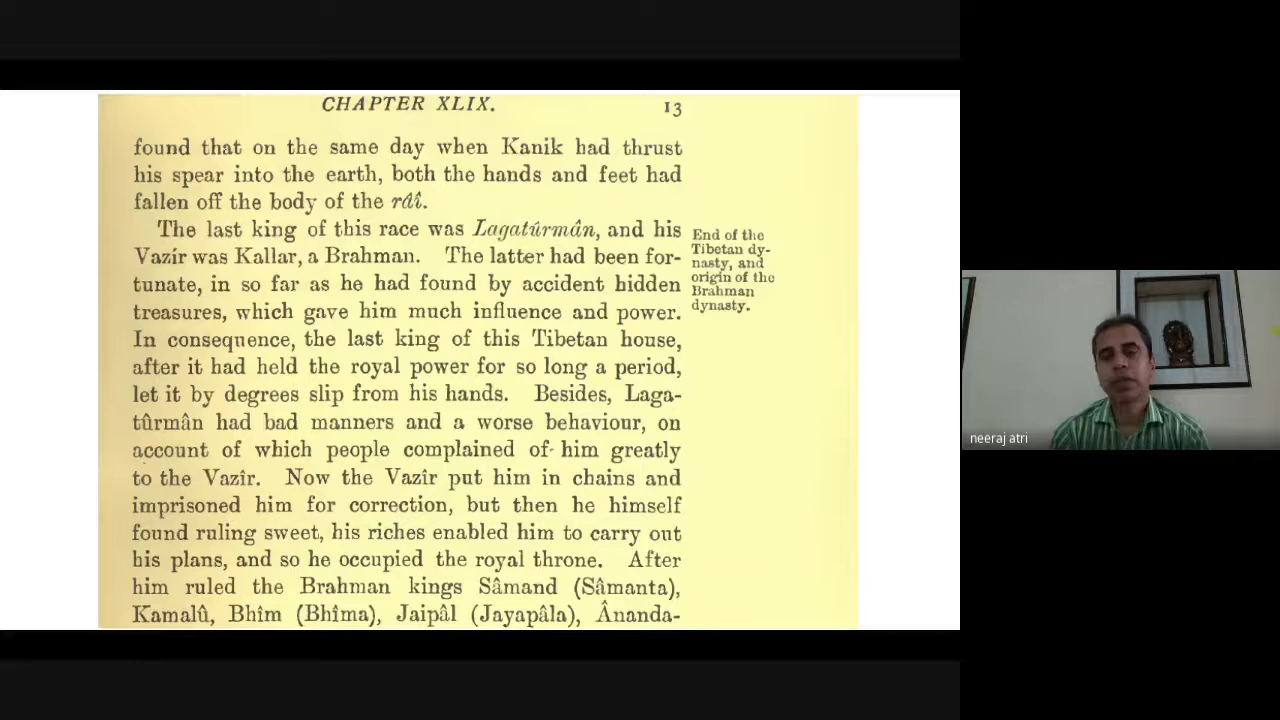 CHAPTER XLIX. 13
found that on the same day when Kanik had thrust
his spear into the earth, both the hands and feet had
fallen off the body of the râî.
The last king of this race was Lagatûrmân, and his
Vazír was Kallar, a Brahman. The latter had been for-
tunate, in so far as he had found by accident hidden
treasures, which gave him much influence and power.
In consequence, the last king of this Tibetan house,
after it had held the royal power for so long a period,
let it by degrees slip from his hands. Besides, Laga-
tûrmân had bad manners and a worse behaviour, on
account of which people complained of him greatly
to the Vazîr. Now the Vazîr put him in chains and
imprisoned him for correction, but then he himself
found ruling sweet, his riches enabled him to carry out
his plans, and so he occupied the royal throne. After
him ruled the Brahman kings Sâmand (Sâmanta),
Kamalû, Bhîm (Bhîma), Jaipâl (Jayapâla), Ânanda-
End of the
Tibetan dy-
nasty, and
origin of the
Brahman
dynasty.
neeraj atri